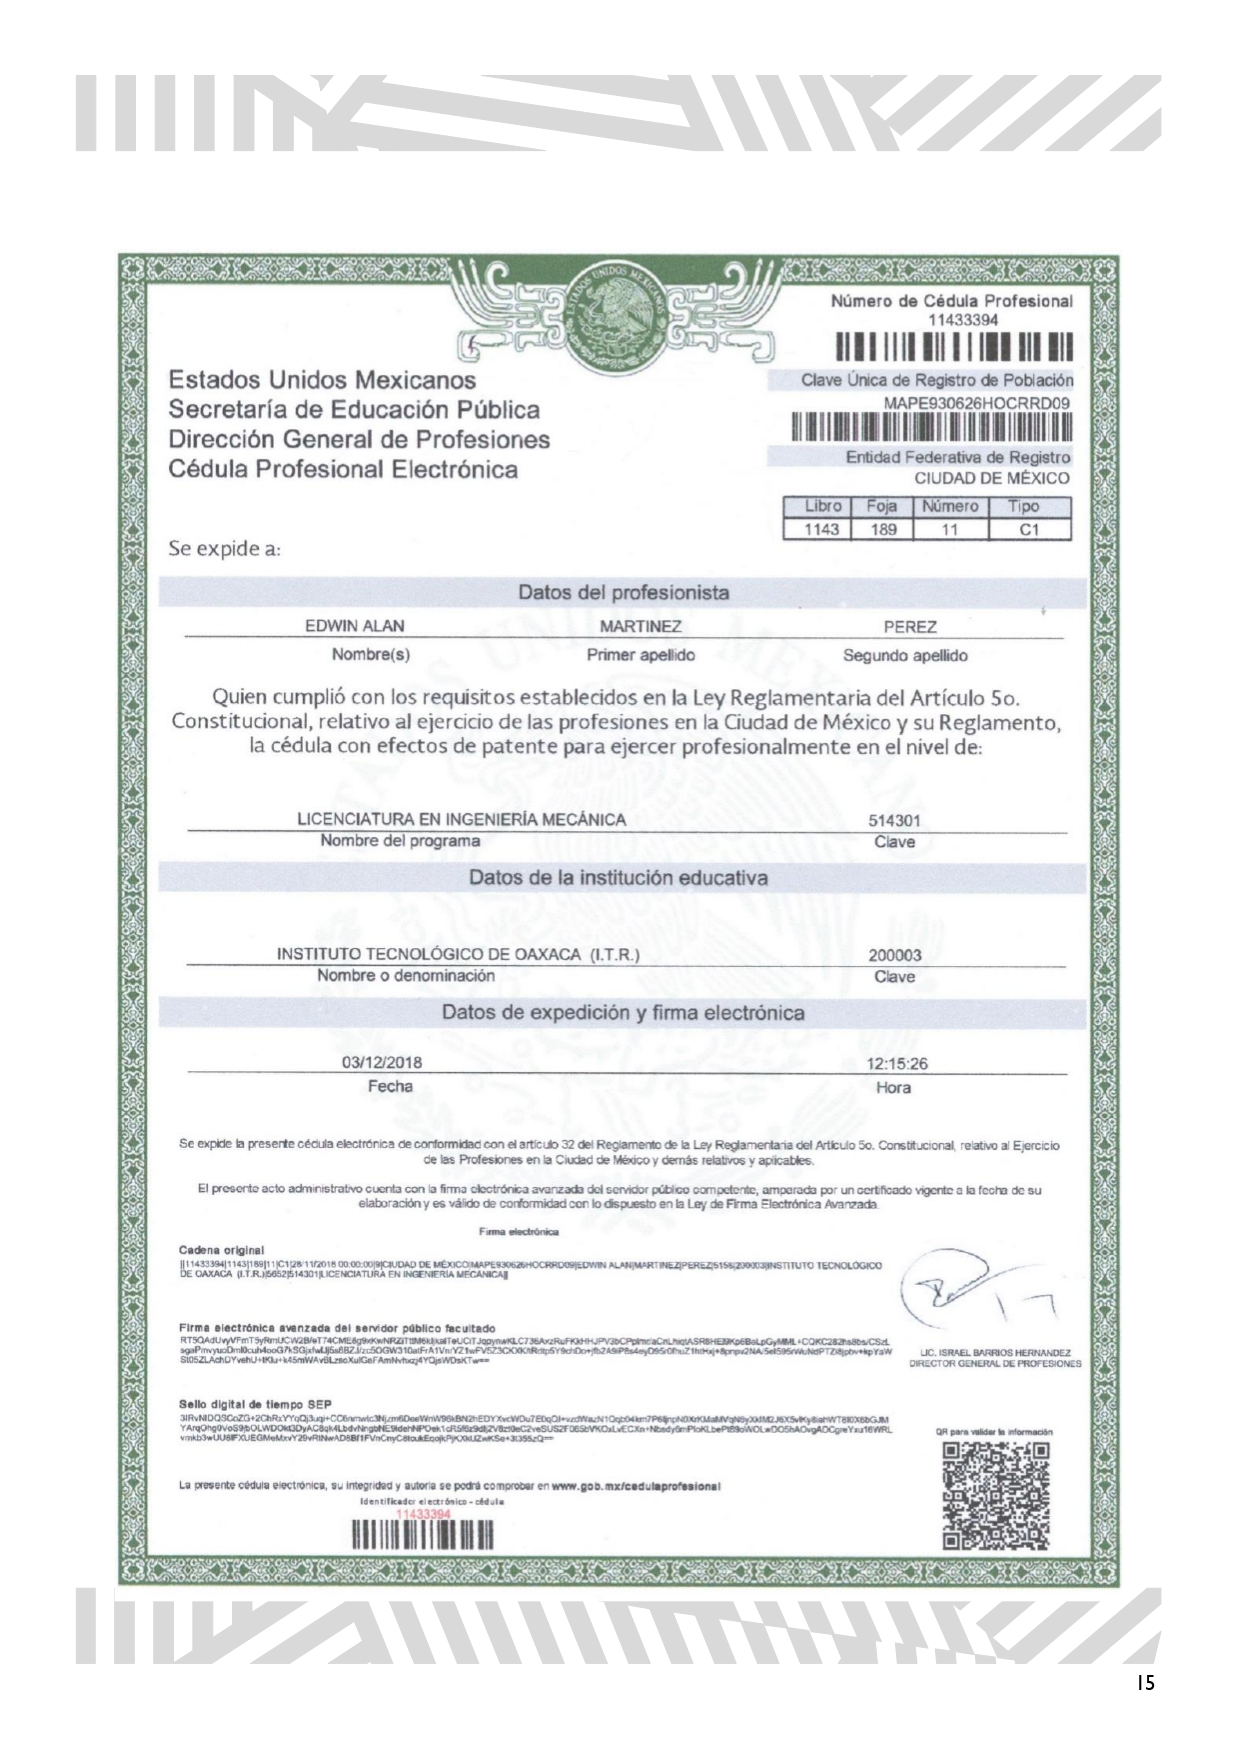 Número de Cédula Profesional
11433394
Clave Única de Registro de Población
MAPE930626HOCRRD09
Entidad Federativa de Registro
CIUDAD DE MÉXICO
Estados Unidos Mexicanos
Secretaría de Educación Pública
Dirección General de Profesiones
Cédula Profesional Electrónica
Libro Foja Número Tipo
1143 189 11 C1
Se expide a:
Datos del profesionista
EDWIN ALAN MARTINEZ PEREZ
Nombre(s) Primer apellido Segundo apellido
Quien cumplió con los requisitos establecidos en la Ley Reglamentaria del Artículo 5o.
Constitucional, relativo al ejercicio de las profesiones en la Ciudad de México y su Reglamento,
la cédula con efectos de patente para ejercer profesionalmente en el nivel de:
LICENCIATURA EN INGENIERÍA MECÁNICA 514301
Nombre del programa Clave
Datos de la institución educativa
INSTITUTO TECNOLÓGICO DE OAXACA (I.T.R.) 200003
Nombre o denominación Clave
Datos de expedición y firma electrónica
03/12/2018 12:15:26
Fecha Hora
Se expide la presente cédula electrónica de conformidad con el artículo 32 del Reglamento de la Ley Reglamentaria del Artículo 5o. Constitucional, relativo al Ejercicio
de las Profesiones en la Ciudad de México y demás relativos y aplicables.
El presente acto administrativo cuenta con la firma electrónica avanzada del servidor público competente, amparada por un certificado vigente a la fecha de su
elaboración y es válido de conformidad con lo dispuesto en la Ley de Firma Electrónica Avanzada.
Firma electrónica
Cadena original
||11433394|1143|189|11|C1|28/11/2018 00:00:00|9|CIUDAD DE MÉXICO|MAPE930626HOCRRD09|EDWIN ALAN|MARTINEZ|PEREZ|5158|200003|INSTITUTO TECNOLÓGICO
DE OAXACA (I.T.R.)|5652|514301|LICENCIATURA EN INGENIERÍA MECÁNICA||
Firma electrónica avanzada del servidor público facultado
LIC. ISRAEL BARRIOS HERNANDEZ
DIRECTOR GENERAL DE PROFESIONES
Sello digital de tiempo SEP
QR para validar la información
La presente cédula electrónica, su integridad y autoría se podrá comprobar en www.gob.mx/cedulaprofesional
Identificador electrónico - cédula
11433394
15